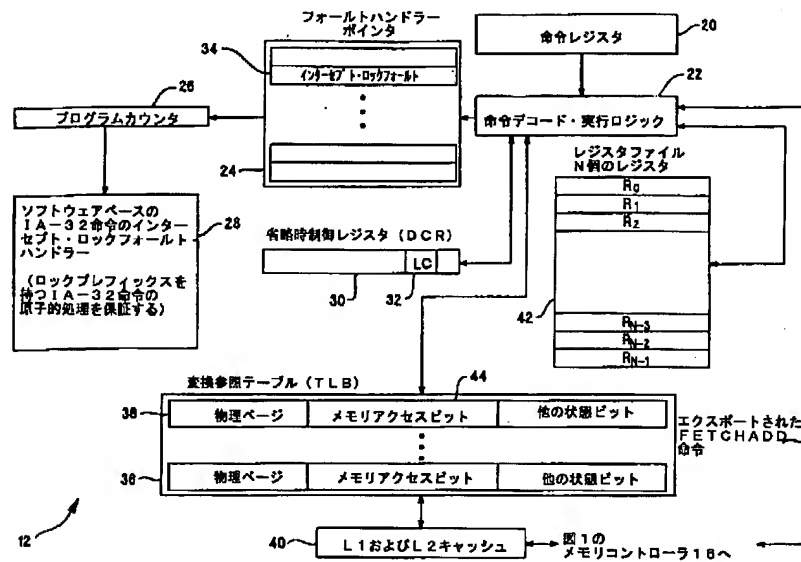 フォールトハンドラー
ポインタ
34
インターセプト・ロックフォールト
24
命令レジスタ
20
22
命令デコード・実行ロジック
26
プログラムカウンタ
ソフトウェアベースの
IA-32命令のインター
セプト・ロックフォールト
ハンドラー
(ロックプレフィックスを
持つIA-32命令の
原子的処理を保証する)
28
省略時制御レジスタ(DCR)
LC
30
32
レジスタファイル
N個のレジスタ
R0
R1
R2
42
RN-3
RN-2
RN-1
変換参照テーブル(TLB)
44
38
物理ページ
メモリアクセスビット
他の状態ビット
36
物理ページ
メモリアクセスビット
他の状態ビット
エクスポートされた
FETCHADD
命令
12
40
L1およびL2キャッシュ
図1の
メモリコントローラ16へ